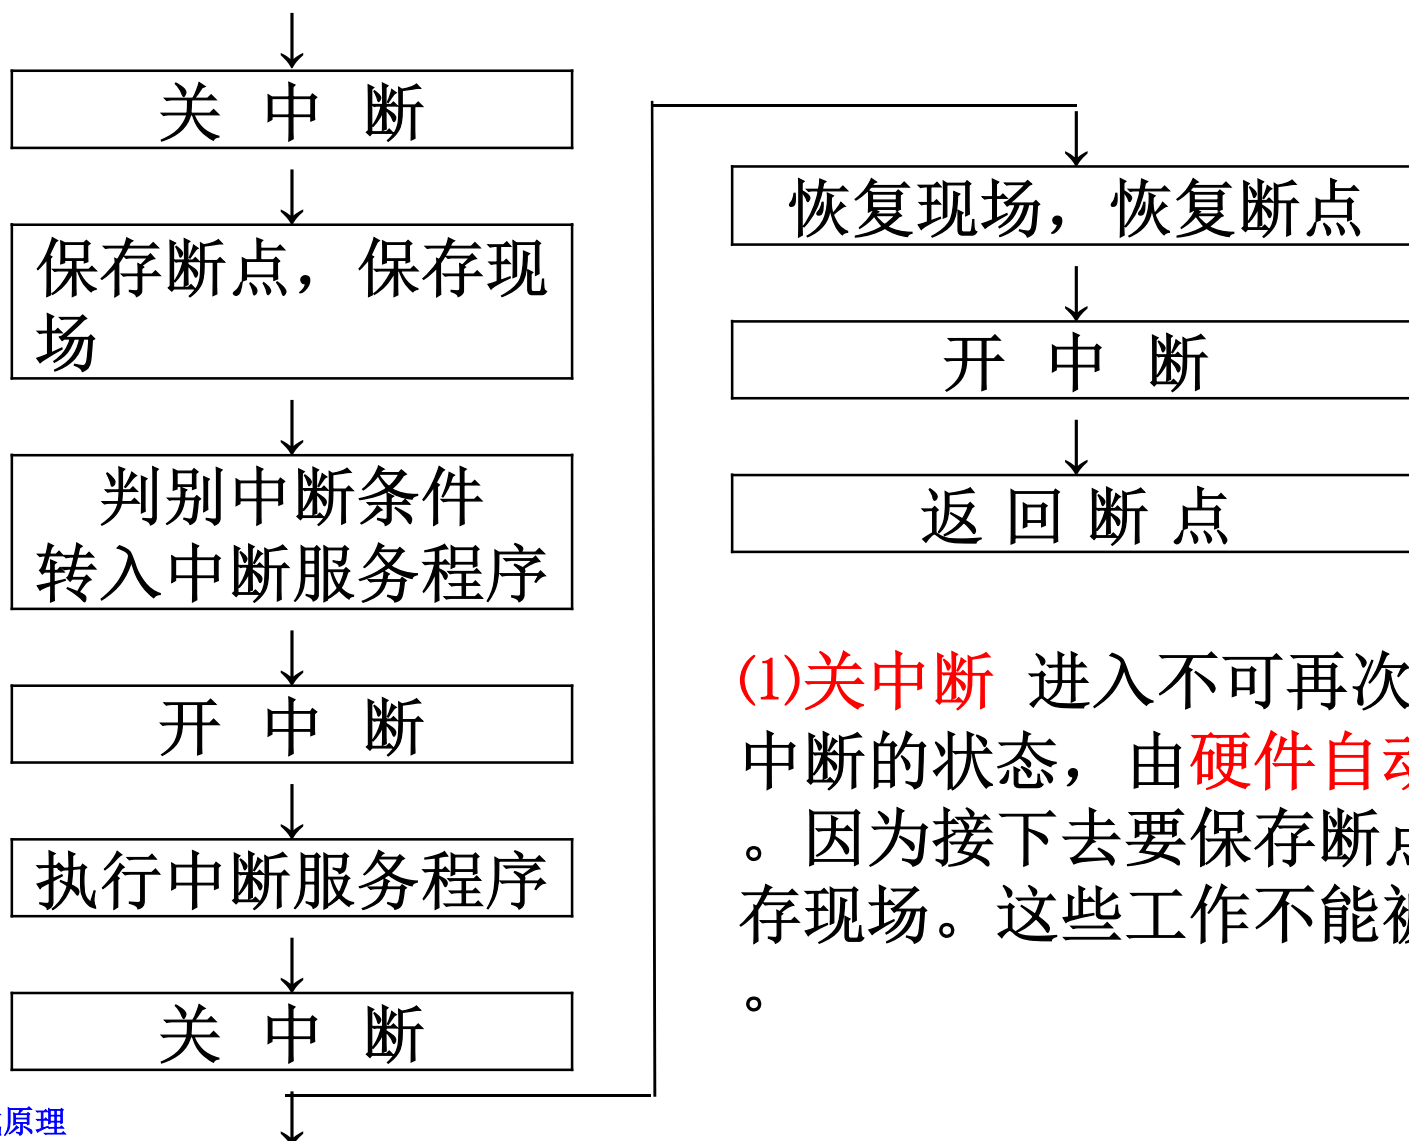 关 中 断
保存断点，保存现
场
判别中断条件
转入中断服务程序
开 中 断
执行中断服务程序
关 中 断
恢复现场，恢复断点
开 中 断
返 回 断 点
⑴关中断 进入不可再次
中断的状态，由硬件自动
。因为接下去要保存断点
存现场。这些工作不能被
。
原理